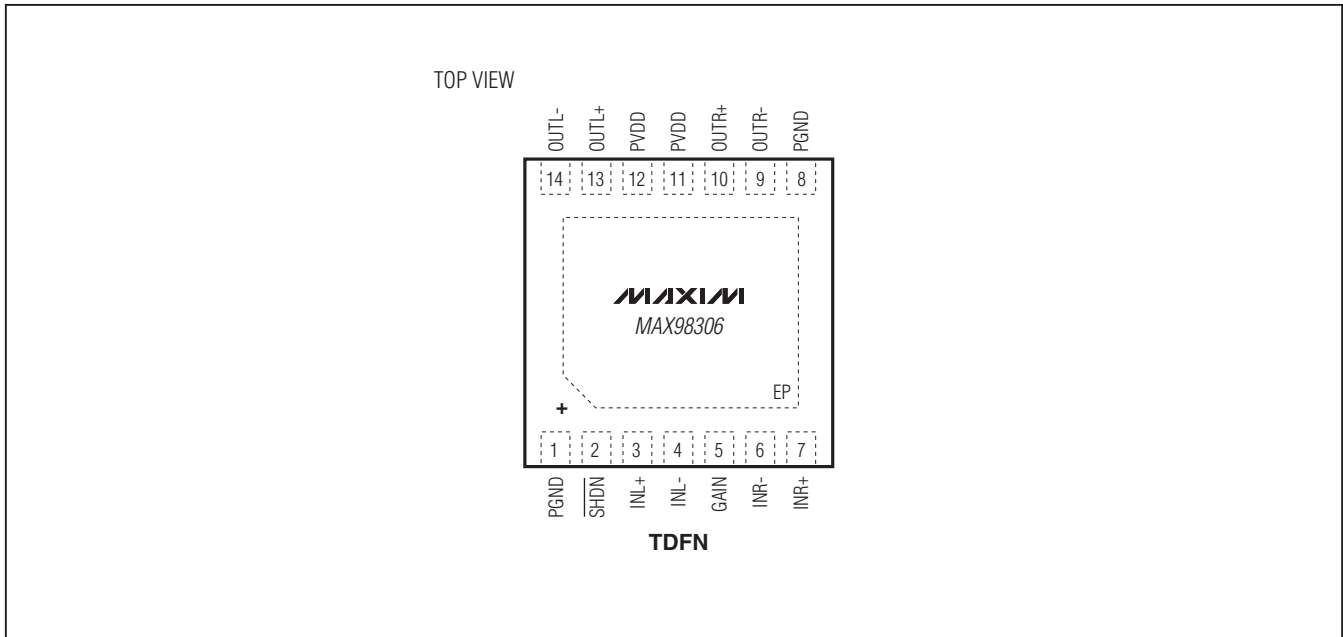 TOP VIEW
OUTL- OUTL+ PVDD PVDD OUTR+ OUTR- PGND
14 13 12 11 10 9 8
MAXIM
MAX98306
EP
+
1 2 3 4 5 6 7
PGND SHDN INL+ INL- GAIN INR- INR+
TDFN